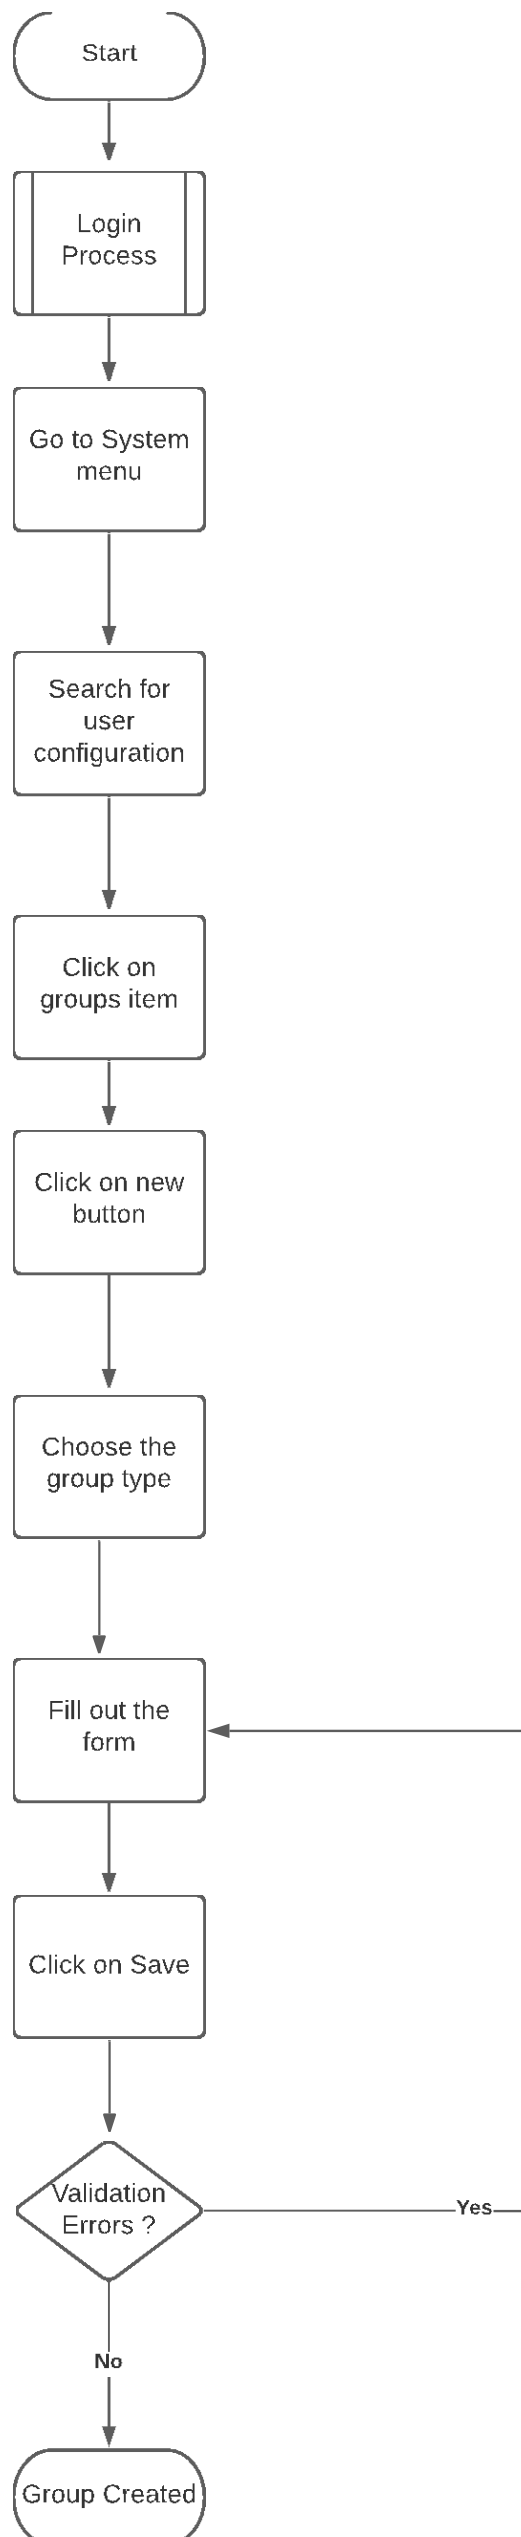 Start
Login
Process
Go to System
menu
Search for
user
configuration
Click on
groups item
Click on new
button
Choose the
group type
Fill out the
form
Click on Save
Validation
Errors ?
Yes
No
Group Created